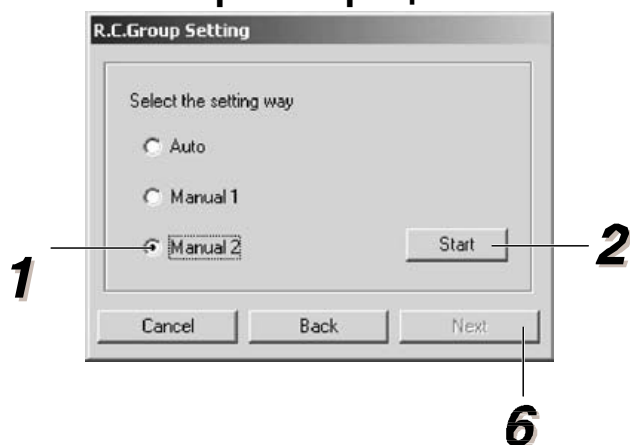 R.C.Group Setting
Select the setting way
Auto
Manual 1
1 Manual 2 Start 2
Cancel Back Next
6